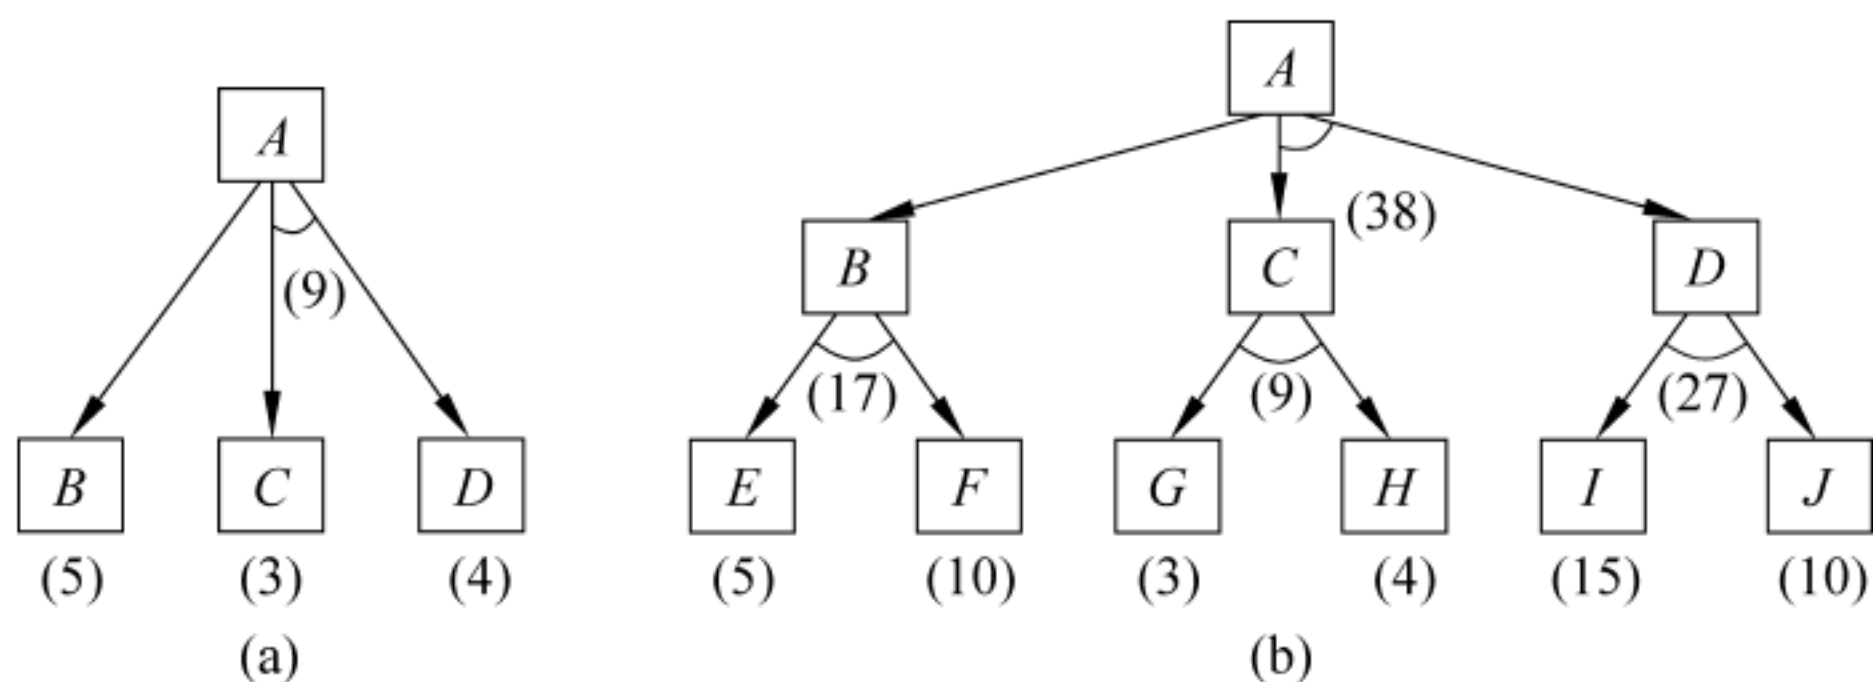 A
A
(38)
B
C
D
(9)
(17)
(9)
(27)
B
C
D
E
F
G
H
I
J
(5)
(3)
(4)
(5)
(10)
(3)
(4)
(15)
(10)
(a)
(b)